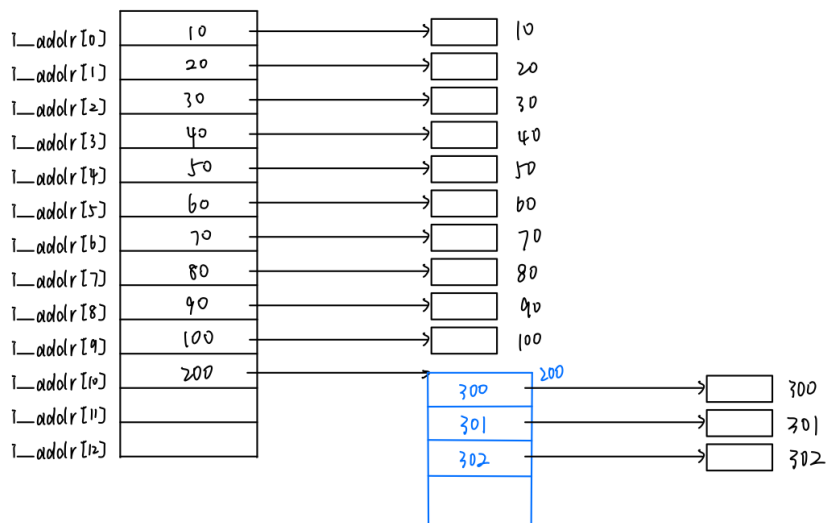 i_addr[0] 10 10
i_addr[1] 20 20
i_addr[2] 30 30
i_addr[3] 40 40
i_addr[4] 50 50
i_addr[5] 60 60
i_addr[6] 70 70
i_addr[7] 80 80
i_addr[8] 90 90
i_addr[9] 100 100
i_addr[10] 200 200
300 300
i_addr[11] 301 301
i_addr[12] 302 302